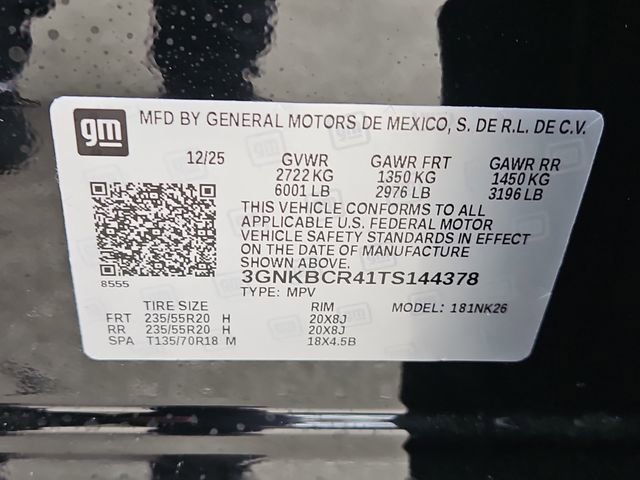 gm MFD BY GENERAL MOTORS DE MEXICO, S. DE R.L. DE C.V.
12/25 GVWR GAWR FRT GAWR RR
2722 KG 1350 KG 1450 KG
6001 LB 2976 LB 3196 LB
THIS VEHICLE CONFORMS TO ALL
APPLICABLE U.S. FEDERAL MOTOR
VEHICLE SAFETY STANDARDS IN EFFECT
ON THE DATE OF MANUFACTURE
SHOWN ABOVE.
8555 3GNKBCR41TS144378
TYPE: MPV MODEL: 181NK26
TIRE SIZE RIM
FRT 235/55R20 H 20X8J
RR 235/55R20 H 20X8J
SPA T135/70R18 M 18X4.5B